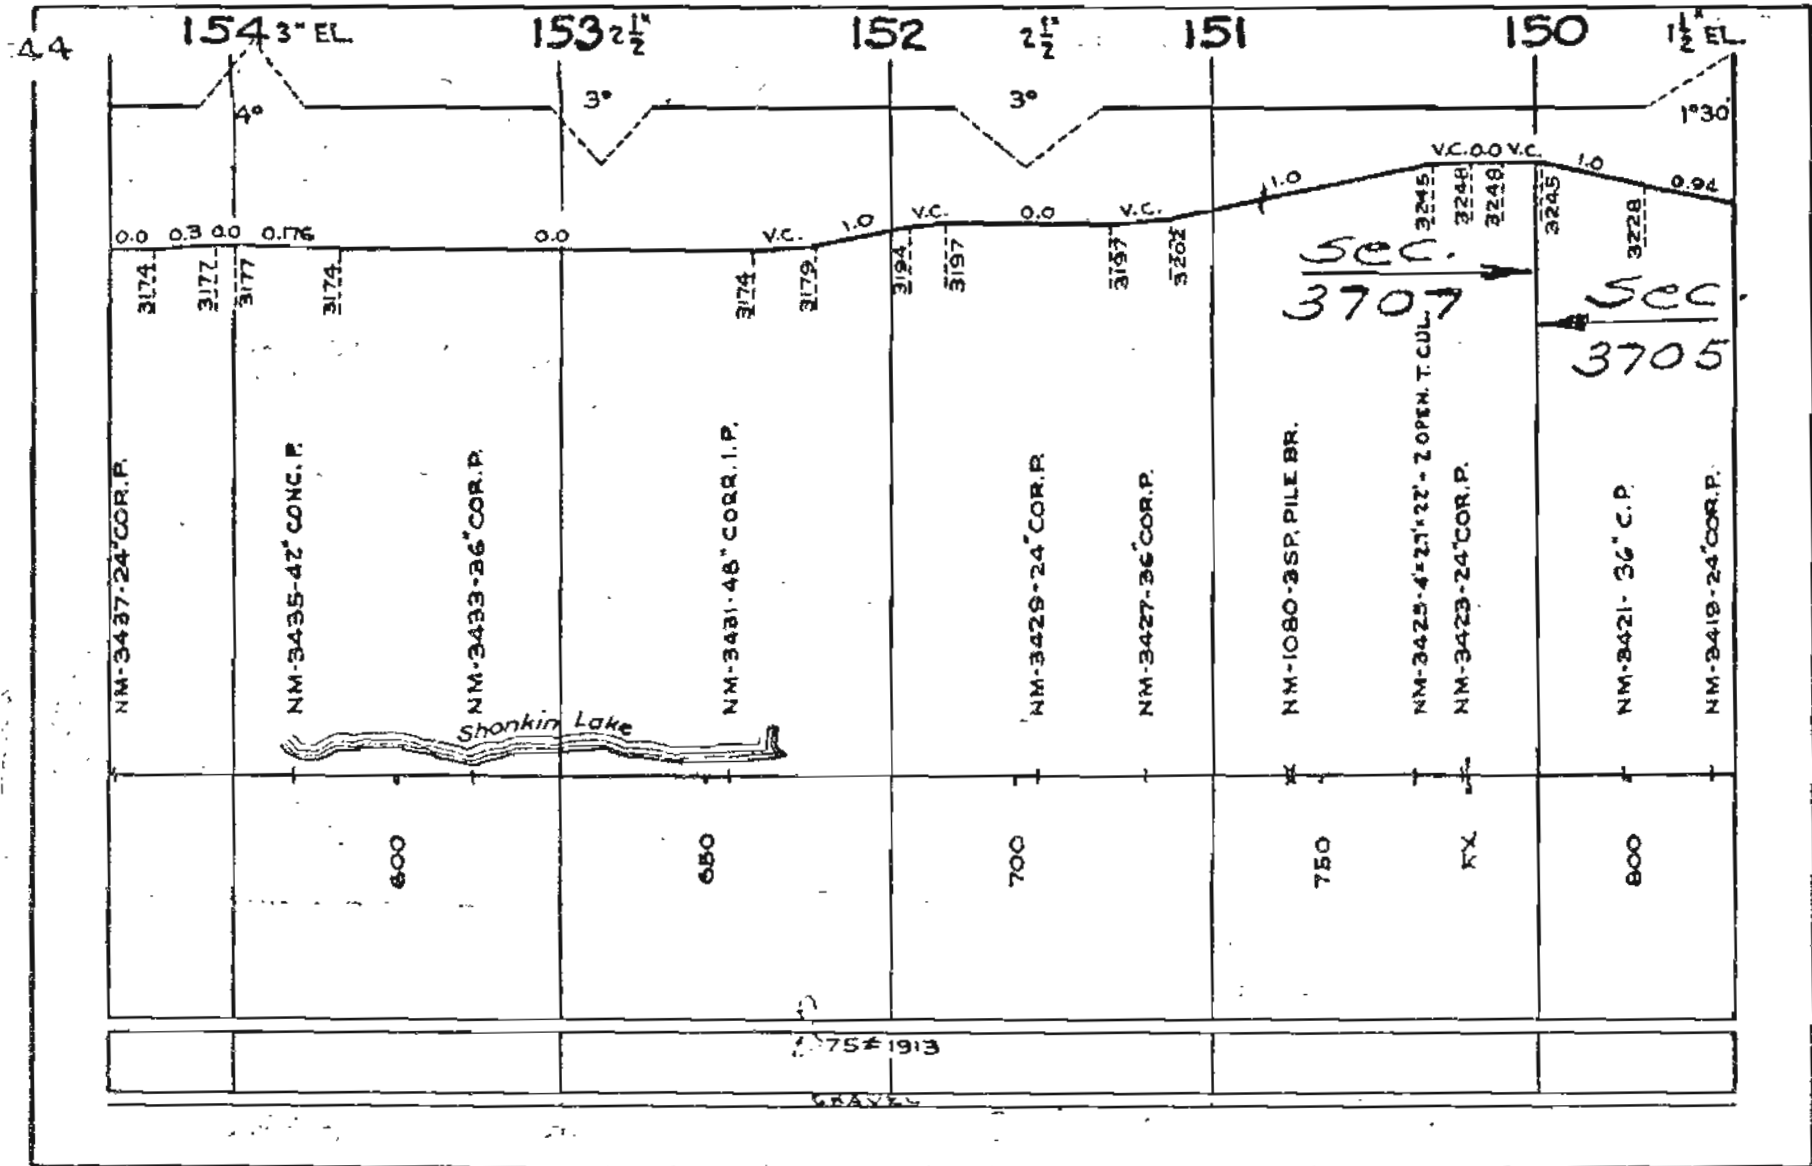 44
154 3" EL. 153 2½" 152 2½" 151 150 1½" EL.
4° 3° 3° 1°30'
V.C. 0.0 V.C.
1.0 1.0 0.94
0.0 0.3 0.0 0.176 0.0 V.C. 1.0 V.C. 0.0 V.C.
3174 3177 3177 3174 3174 3179 3194 3197 3197 3202 3245 3248 3248 3245 3228
Sec.
3707
Sec.
3705
NM-3437-24" COR.P.
NM-3435-42" CONC.P.
NM-3433-36" COR.P.
NM-3431-48" CORR.I.P.
NM-3429-24" COR.P.
NM-3427-36" COR.P.
NM-1080-3SP. PILE BR.
NM-3425-4'x2.7'x22'-2 OPEN.T.CUL.
NM-3423-24" COR.P.
NM-3421-36" C.P.
NM-3419-24" COR.P.
Shonkin Lake
600 650 700 750 800
75# 1913
GRAVEL